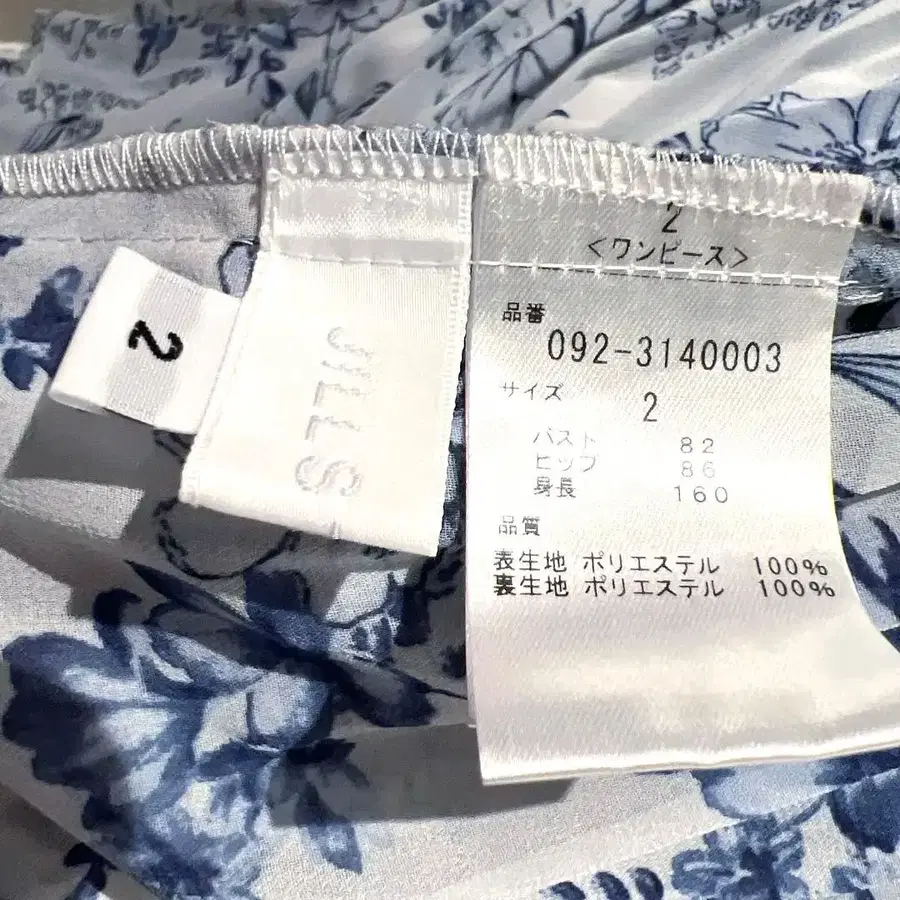 2
JILL STUART
2
<ワンピース>
品番
092-3140003
サイズ
2
バスト 82
ヒップ 86
身長 160
品質
表生地 ポリエステル 100%
裏生地 ポリエステル 100%